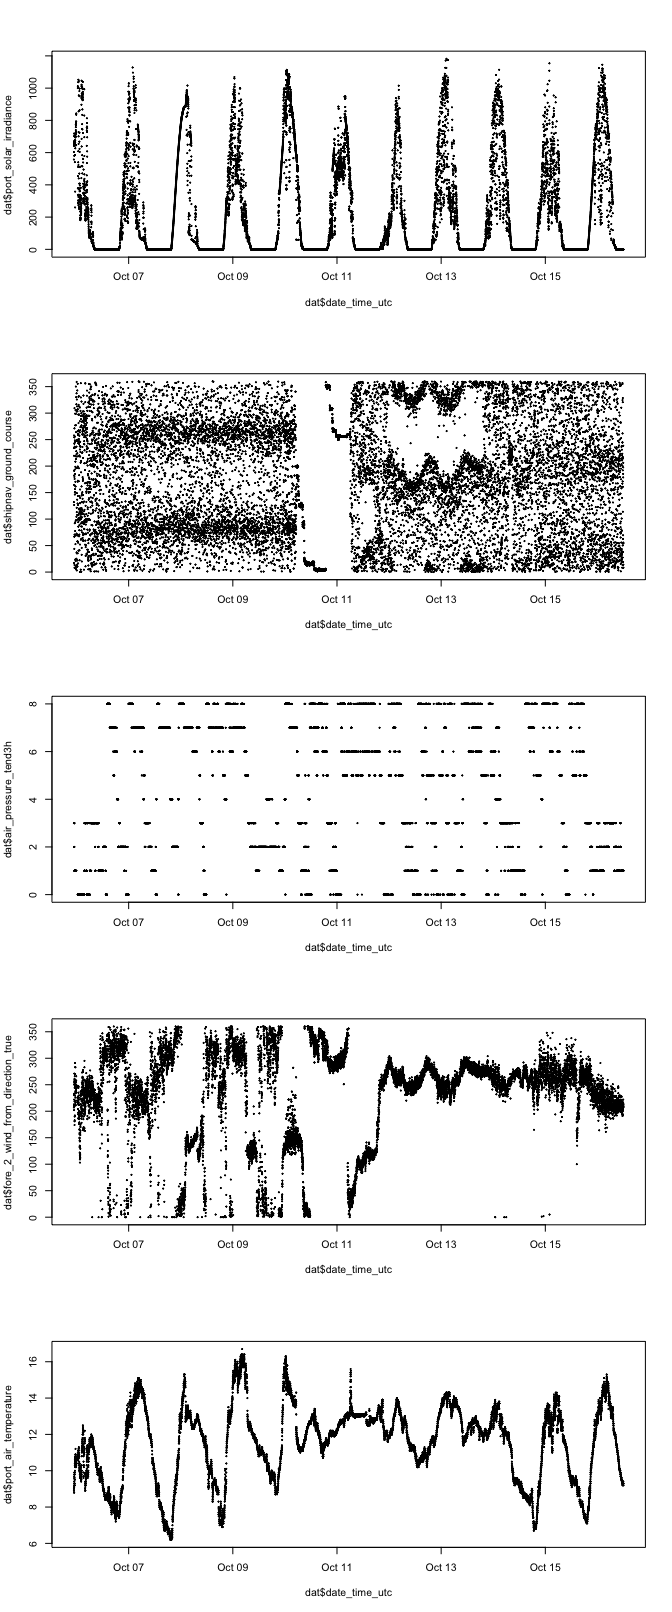 dat$port_solar_irradiance
0 200 400 600 800 1000
Oct 07 Oct 09 Oct 11 Oct 13 Oct 15
dat$date_time_utc
dat$shipnav_ground_course
0 50 100 150 200 250 300 350
Oct 07 Oct 09 Oct 11 Oct 13 Oct 15
dat$date_time_utc
dat$air_pressure_tend3h
0 2 4 6 8
Oct 07 Oct 09 Oct 11 Oct 13 Oct 15
dat$date_time_utc
dat$fore_2_wind_from_direction_true
0 50 100 150 200 250 300 350
Oct 07 Oct 09 Oct 11 Oct 13 Oct 15
dat$date_time_utc
dat$port_air_temperature
6 8 10 12 14 16
Oct 07 Oct 09 Oct 11 Oct 13 Oct 15
dat$date_time_utc